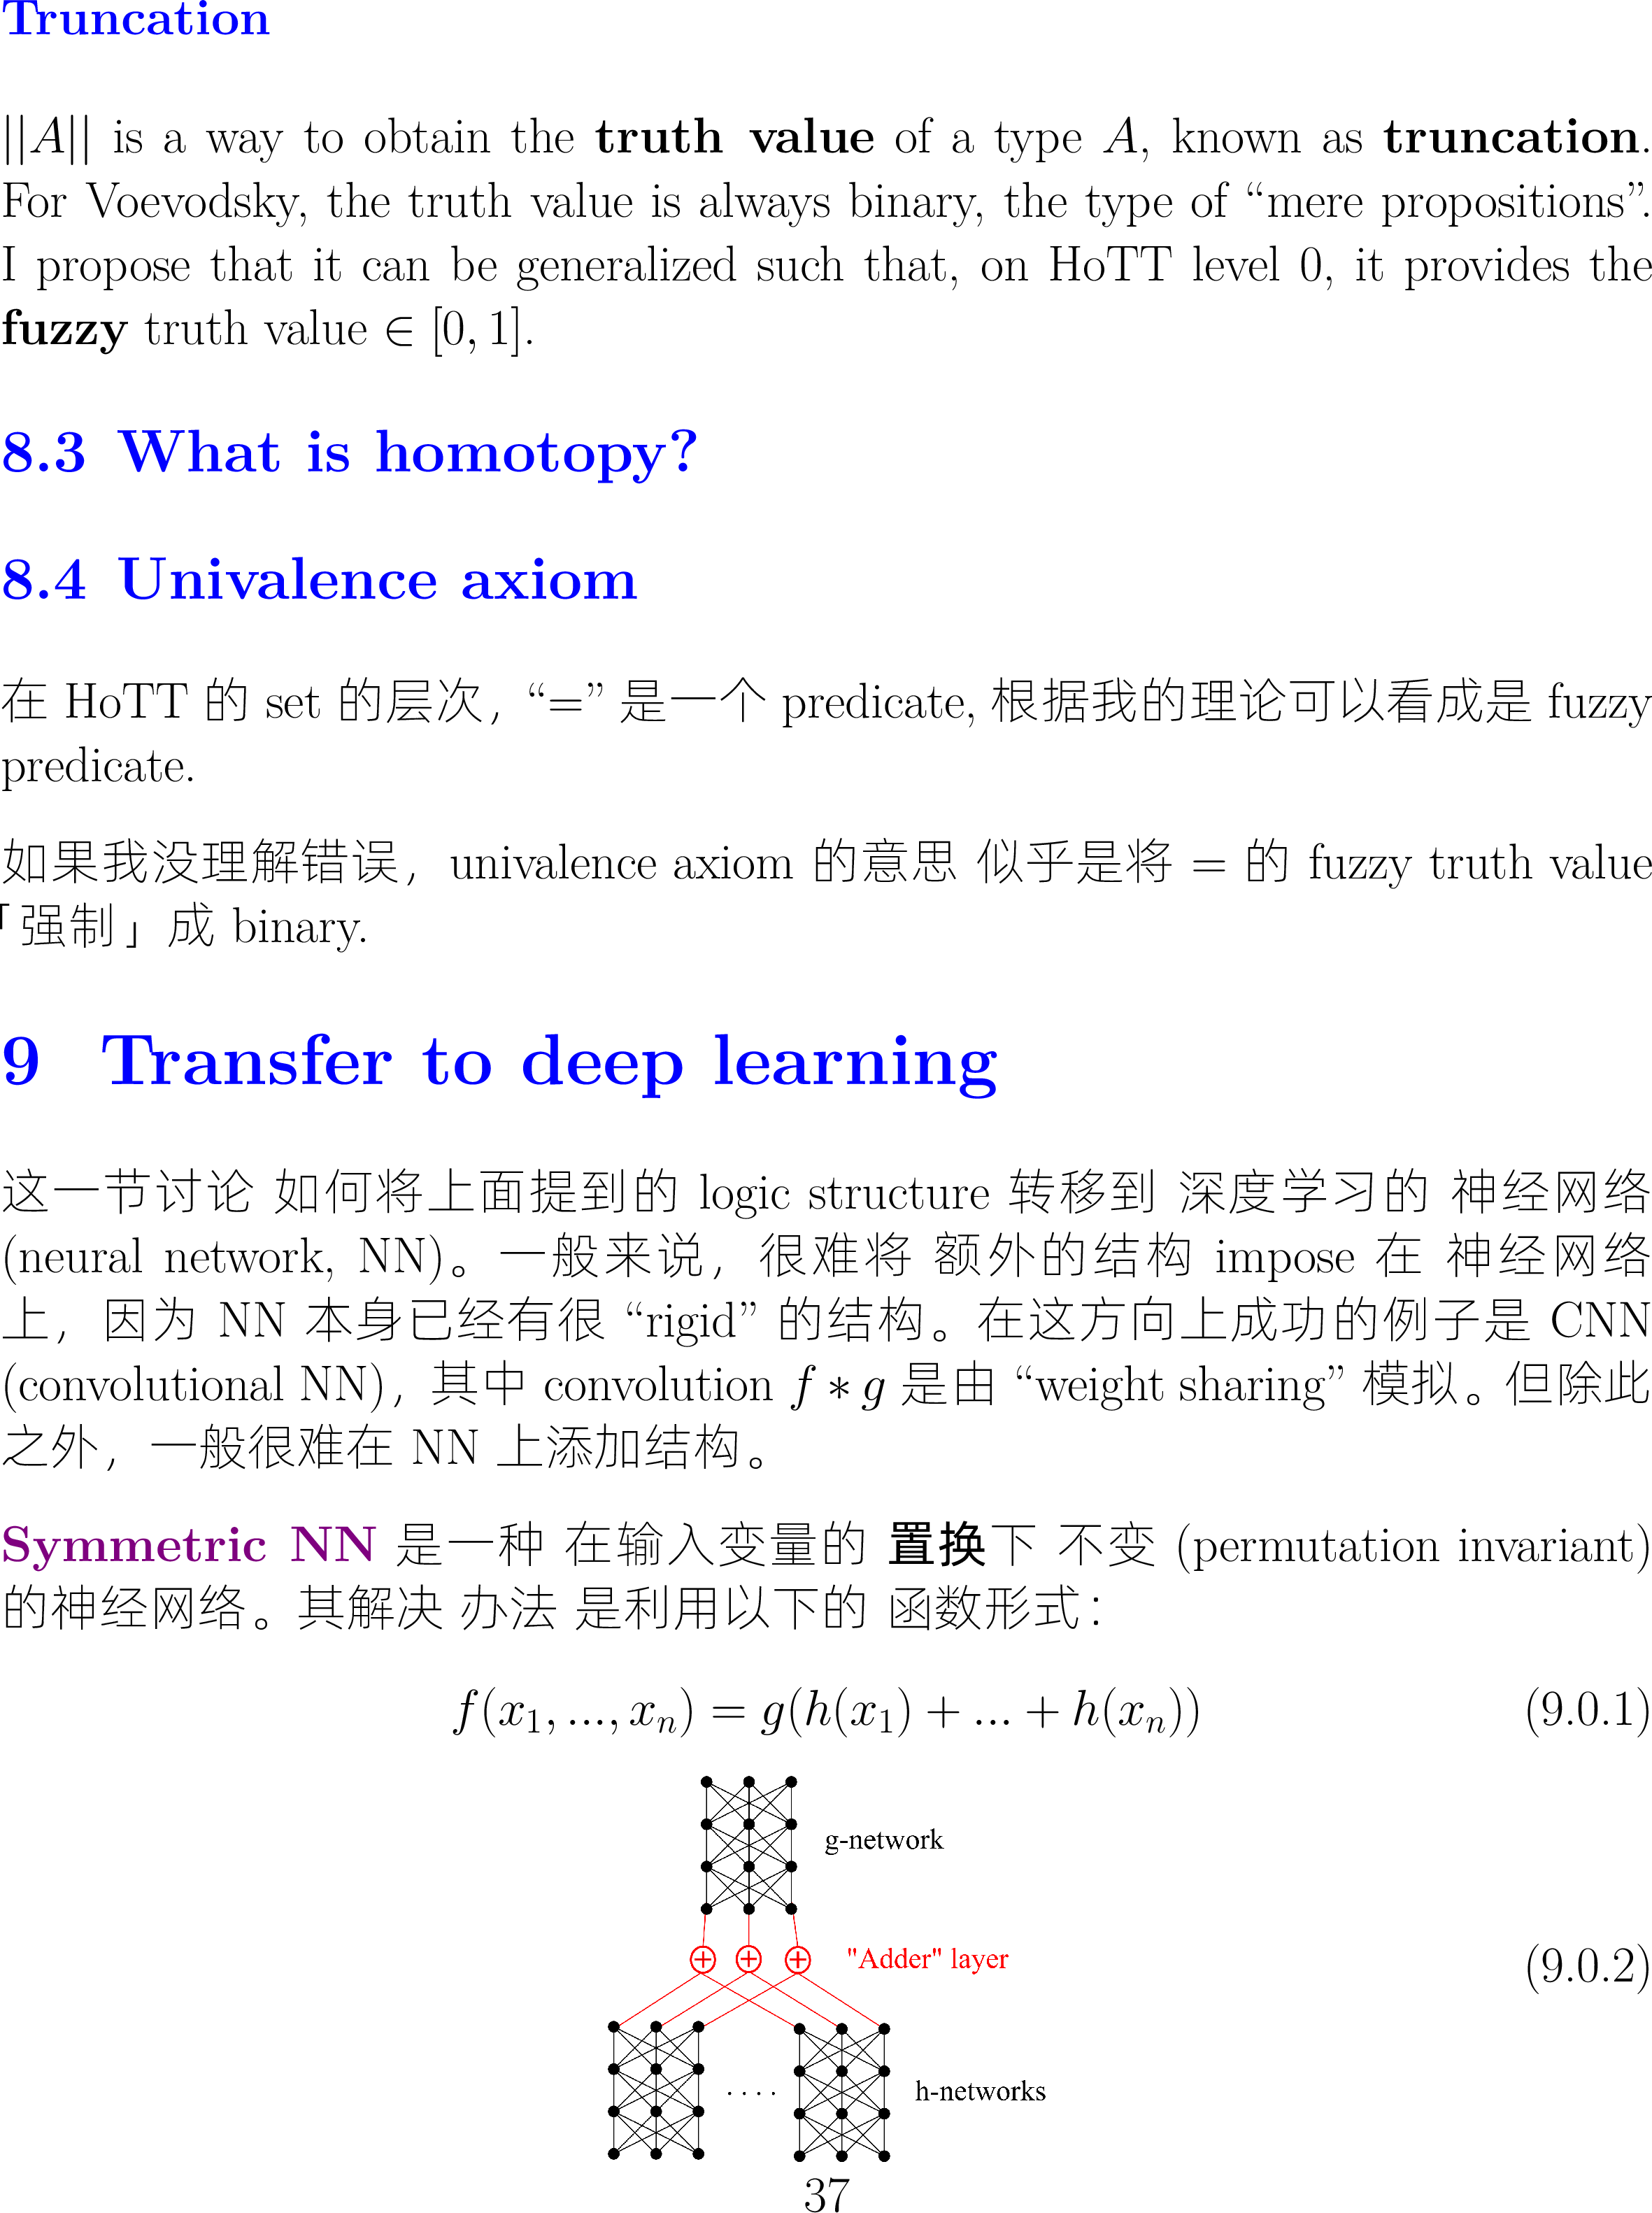 Truncation
||A|| is a way to obtain the truth value of a type A, known as truncation.
For Voevodsky, the truth value is always binary, the type of “mere propositions”.
I propose that it can be generalized such that, on HoTT level 0, it provides the
fuzzy truth value ∈ [0, 1].
8.3 What is homotopy?
8.4 Univalence axiom
在 HoTT 的 set 的层次，“=” 是一个 predicate, 根据我的理论可以看成是 fuzzy
predicate.
如果我没理解错误，univalence axiom 的意思 似乎是将 = 的 fuzzy truth value
「强制」成 binary.
9 Transfer to deep learning
这一节讨论 如何将上面提到的 logic structure 转移到 深度学习的 神经网络
(neural network, NN)。一般来说，很难将 额外的结构 impose 在 神经网络
上，因为 NN 本身已经有很 “rigid” 的结构。在这方向上成功的例子是 CNN
(convolutional NN)，其中 convolution f ∗ g 是由 “weight sharing” 模拟。但除此
之外，一般很难在 NN 上添加结构。
Symmetric NN 是一种 在输入变量的 置换下 不变 (permutation invariant)
的神经网络。其解决 办法 是利用以下的 函数形式：
f(x₁, ..., xₙ) = g(h(x₁) + ... + h(xₙ)) (9.0.1)
g-network
"Adder" layer (9.0.2)
. . . . h-networks
37